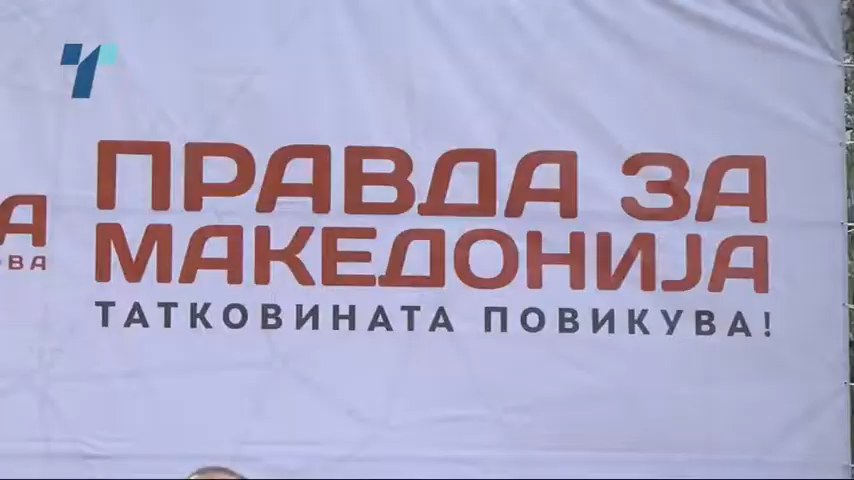 ПРАВДА ЗА
МАКЕДОНИЈА
ТАТКОВИНАТА ПОВИКУВА!